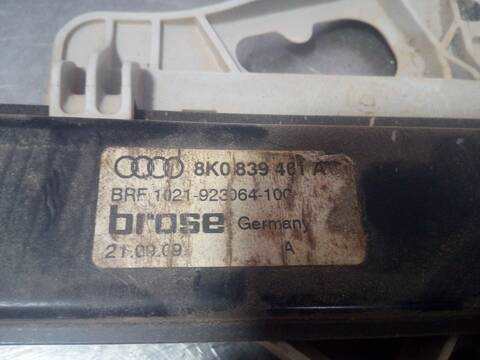 8K0 839 461 A
BRF 1021-923064-100
brose Germany
21.09.09 A